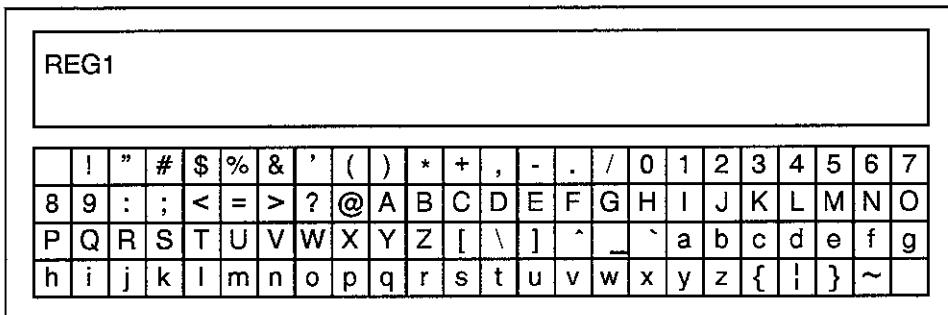 REG1
! " # $ % & ' ( ) * + , - . / 0 1 2 3 4 5 6 7
8 9 : ; < = > ? @ A B C D E F G H I J K L M N O
P Q R S T U V W X Y Z [ \ ] ^ _ ` a b c d e f g
h i j k l m n o p q r s t u v w x y z { ¦ } ~